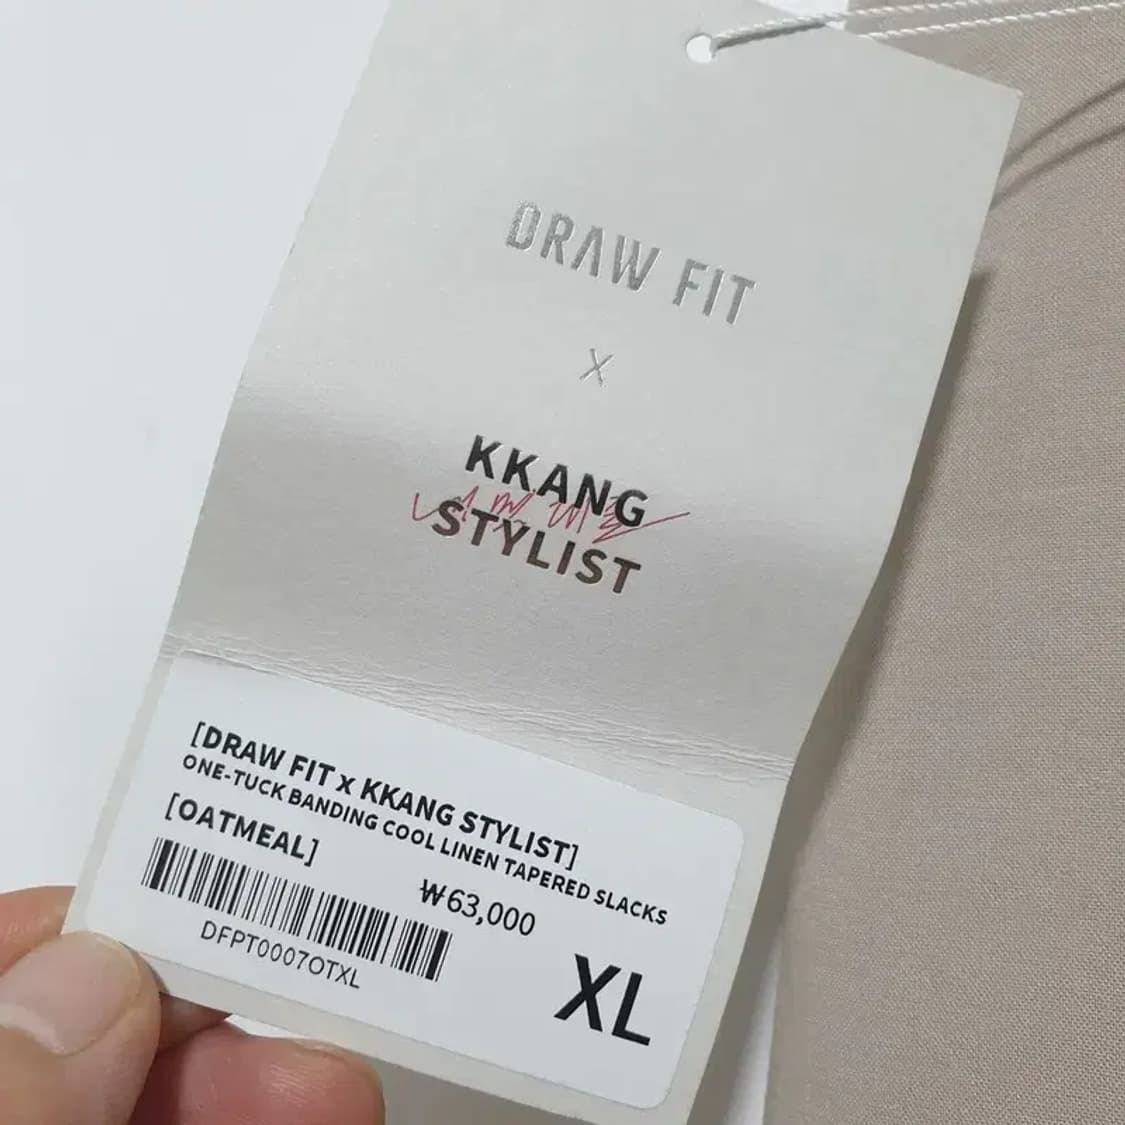 DRAW FIT
X
KKANG
STYLIST
[DRAW FIT x KKANG STYLIST]
ONE-TUCK BANDING COOL LINEN TAPERED SLACKS
[OATMEAL]
₩63,000
DFPT0007OTXL
XL